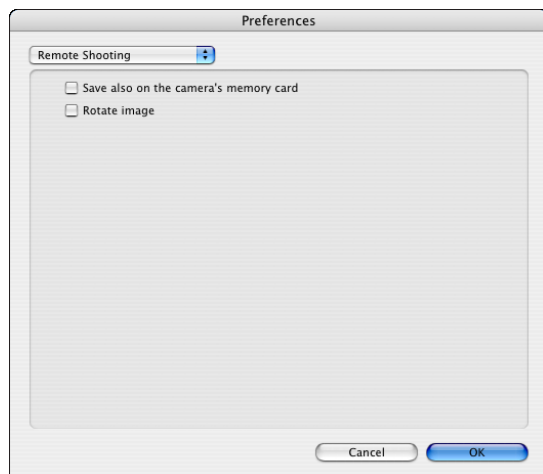 Preferences
Remote Shooting
Save also on the camera's memory card
Rotate image
Cancel OK